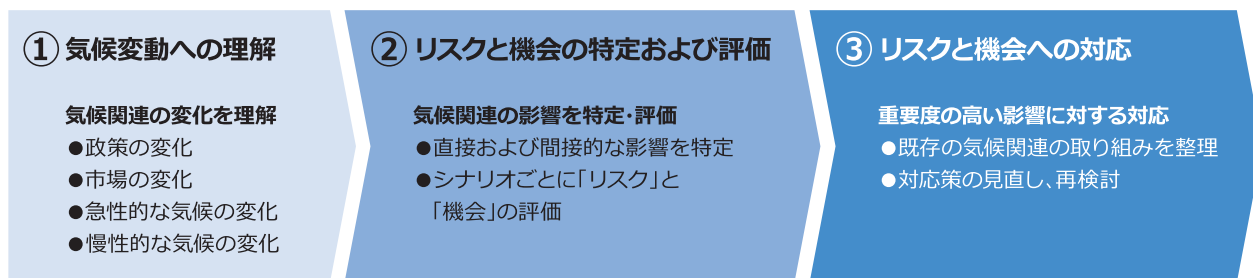 ① 気候変動への理解
気候関連の変化を理解
●政策の変化
●市場の変化
●急性的な気候の変化
●慢性的な気候の変化
② リスクと機会の特定および評価
気候関連の影響を特定・評価
●直接および間接的な影響を特定
●シナリオごとに「リスク」と
「機会」の評価
③ リスクと機会への対応
重要度の高い影響に対する対応
●既存の気候関連の取り組みを整理
●対応策の見直し、再検討